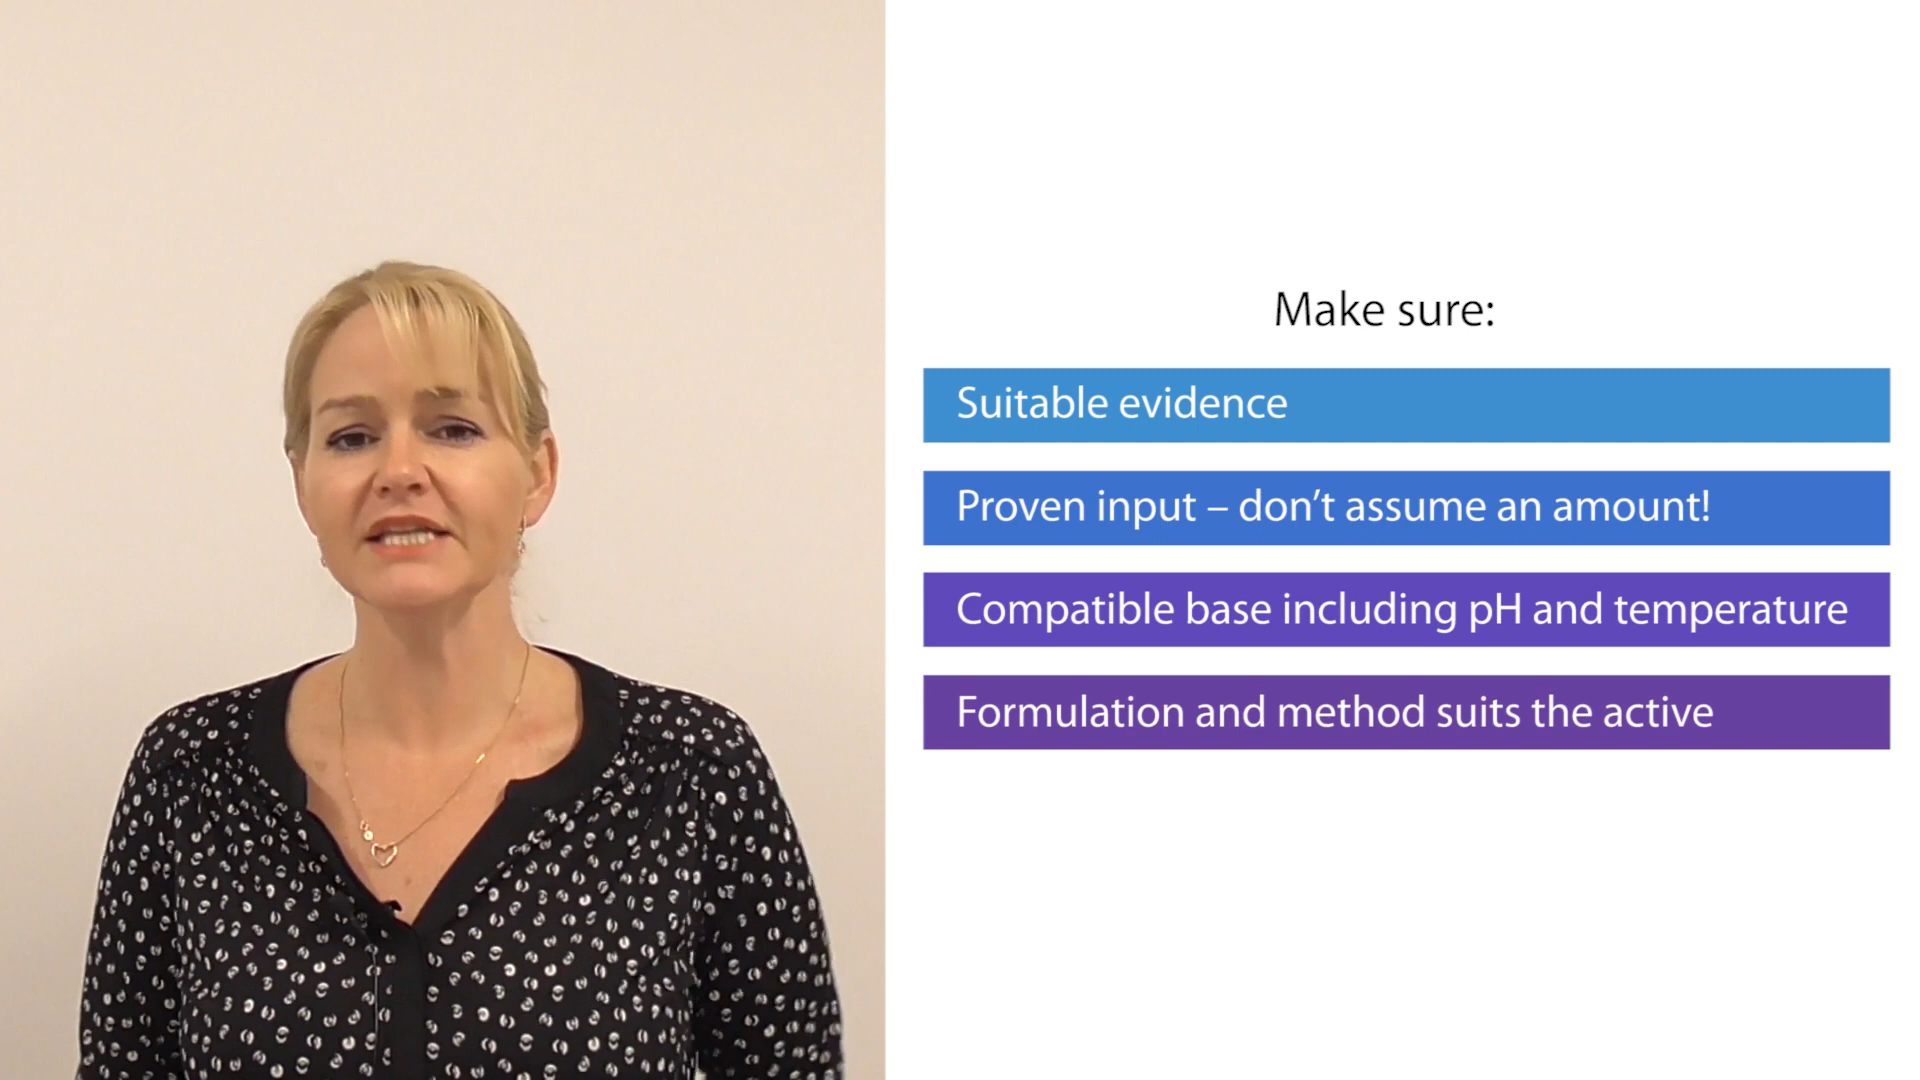 Make sure:
Suitable evidence
Proven input – don’t assume an amount!
Compatible base including pH and temperature
Formulation and method suits the active